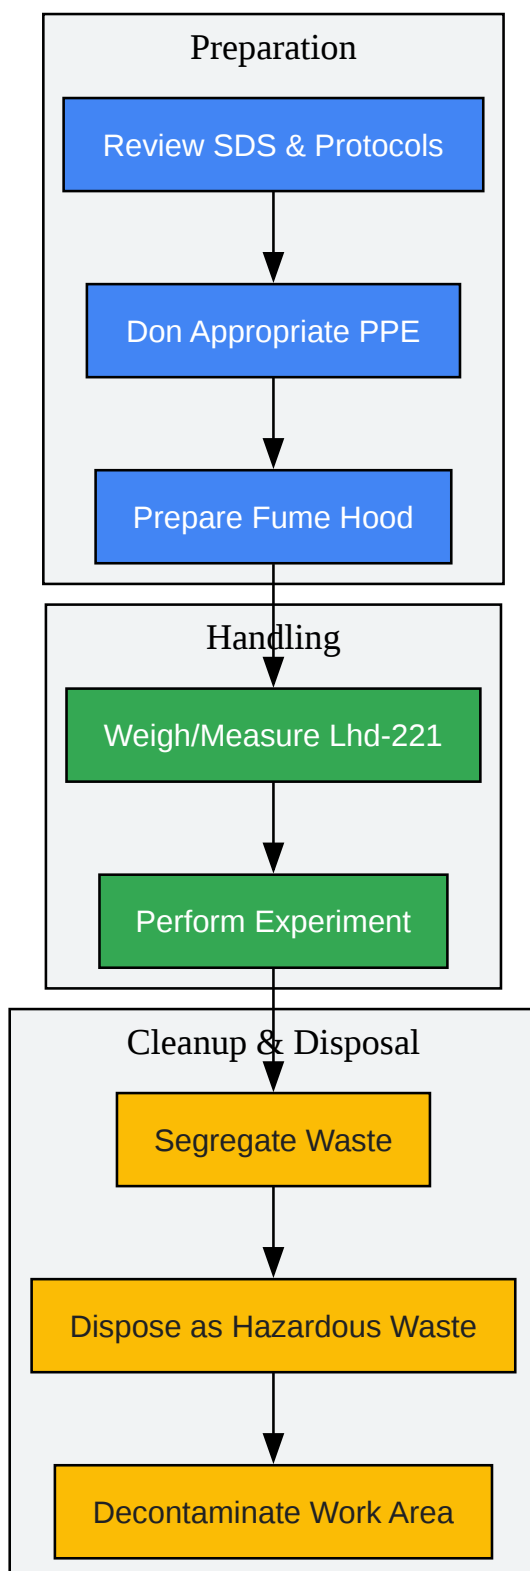 Preparation
Review SDS & Protocols
Don Appropriate PPE
Prepare Fume Hood
Handling
Weigh/Measure Lhd-221
Perform Experiment
Cleanup & Disposal
Segregate Waste
Dispose as Hazardous Waste
Decontaminate Work Area